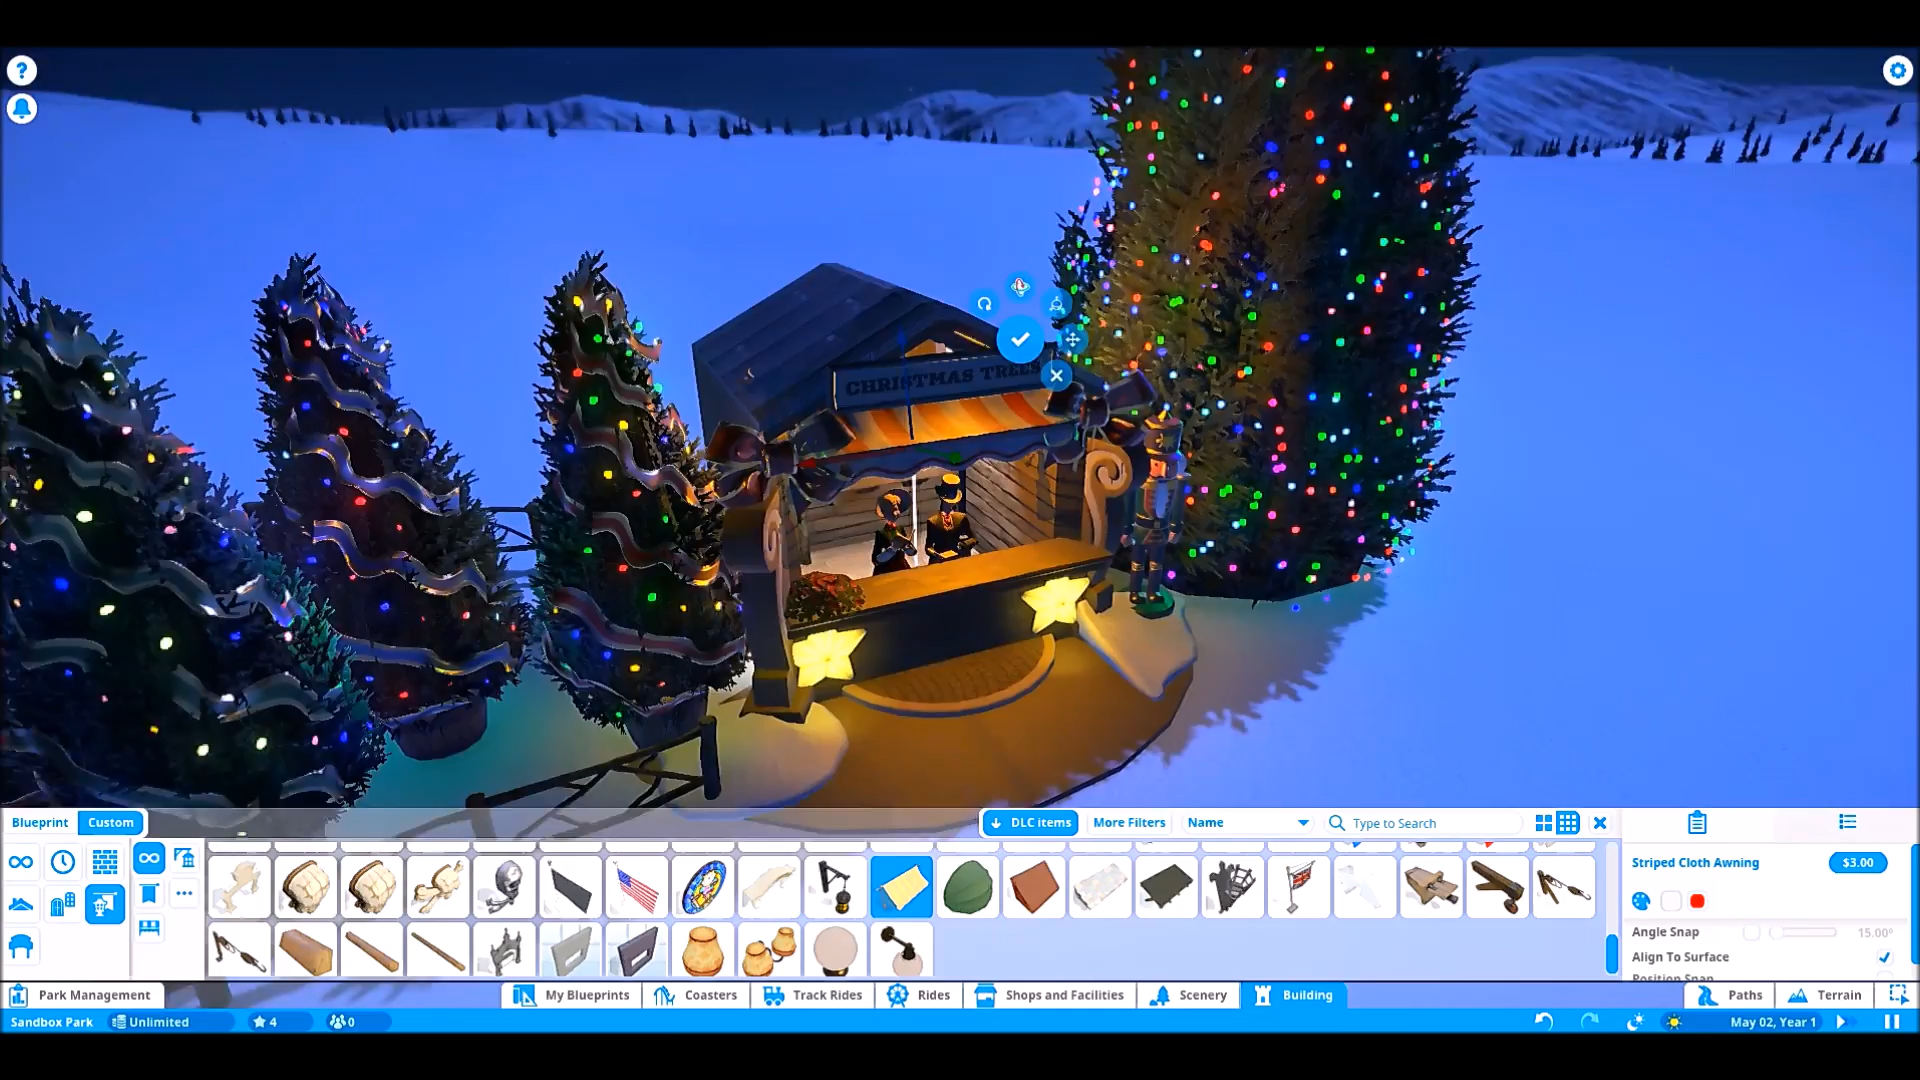 ?
CHRISTMAS TREES
Blueprint
Custom
DLC items
More Filters
Name
Type to Search
Striped Cloth Awning
$3.00
Angle Snap
15.00°
Align To Surface
Position Snap
Park Management
My Blueprints
Coasters
Track Rides
Rides
Shops and Facilities
Scenery
Building
Paths
Terrain
Sandbox Park
Unlimited
4
0
May 02, Year 1